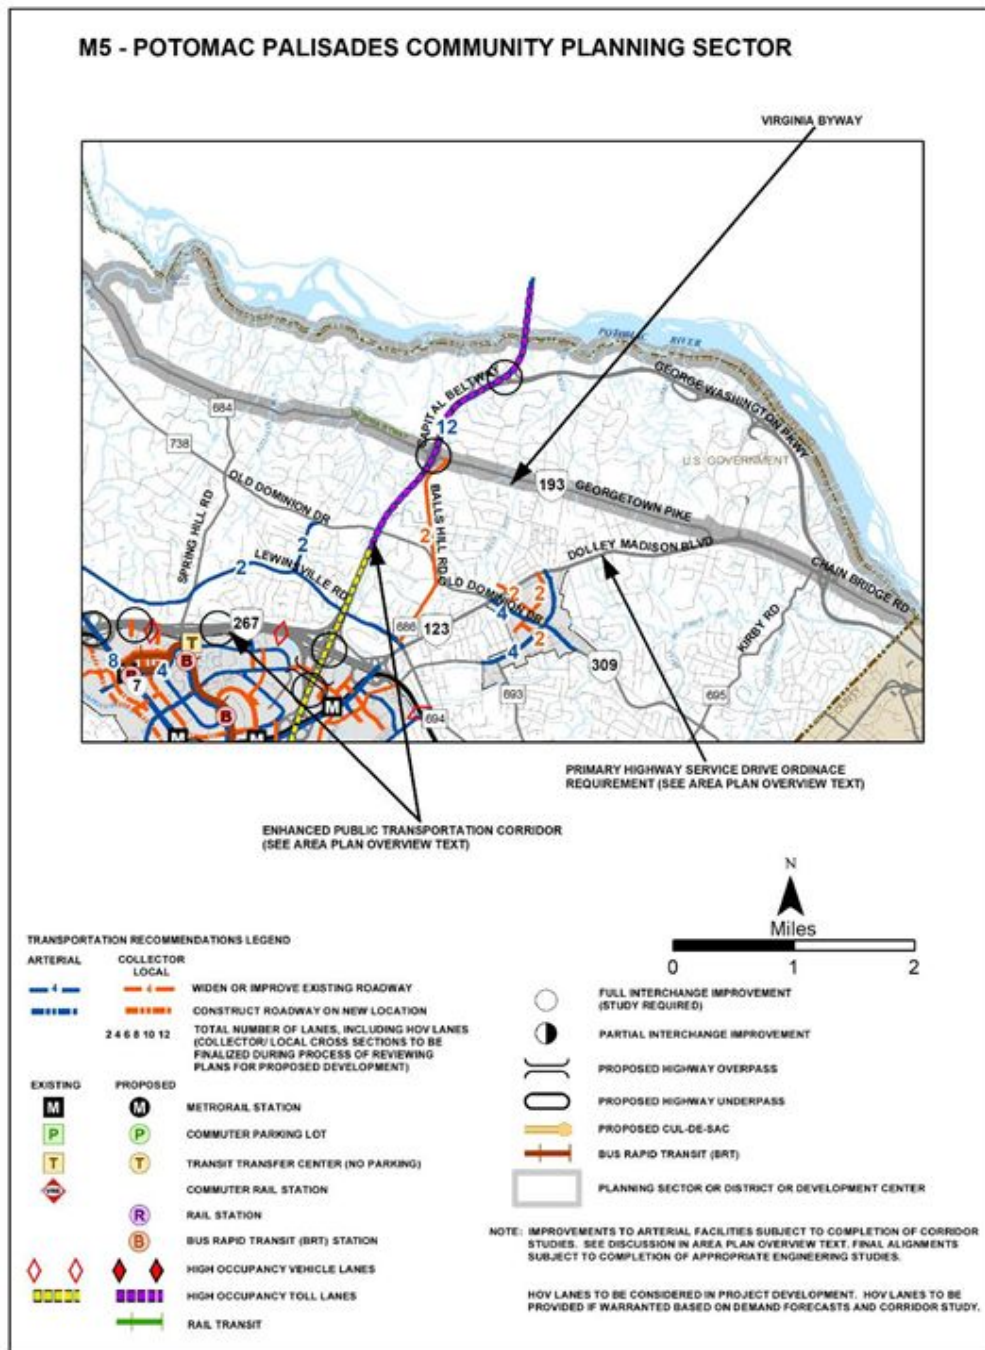 M5 - POTOMAC PALISADES COMMUNITY PLANNING SECTOR
VIRGINIA BYWAY
POTOMAC
RIVER
GEORGE WASHINGTON PKWY
CAPITAL BELTWAY
12
684
738
U.S. GOVERNMENT
193
GEORGETOWN PIKE
OLD DOMINION DR
BALLS HILL RD
SPRING HILL RD
2
2
2
LEWINSVILLE RD
DOLLEY MADISON BLVD
CHAIN BRIDGE RD
OLD DOMINION DR
2
2
4
2
4
KIRBY RD
686
123
267
309
T
B
8
4
B
7
B
M
693
695
694
M
M
PRIMARY HIGHWAY SERVICE DRIVE ORDINACE
REQUIREMENT (SEE AREA PLAN OVERVIEW TEXT)
ENHANCED PUBLIC TRANSPORTATION CORRIDOR
(SEE AREA PLAN OVERVIEW TEXT)
N
Miles
0 1 2
TRANSPORTATION RECOMMENDATIONS LEGEND
ARTERIAL COLLECTOR
LOCAL
4 4 WIDEN OR IMPROVE EXISTING ROADWAY
CONSTRUCT ROADWAY ON NEW LOCATION
2 4 6 8 10 12 TOTAL NUMBER OF LANES, INCLUDING HOV LANES
(COLLECTOR/ LOCAL CROSS SECTIONS TO BE
FINALIZED DURING PROCESS OF REVIEWING
PLANS FOR PROPOSED DEVELOPMENT)
EXISTING PROPOSED
M M METRORAIL STATION
P P COMMUTER PARKING LOT
T T TRANSIT TRANSFER CENTER (NO PARKING)
VRE COMMUTER RAIL STATION
R RAIL STATION
B BUS RAPID TRANSIT (BRT) STATION
HIGH OCCUPANCY VEHICLE LANES
HIGH OCCUPANCY TOLL LANES
RAIL TRANSIT
FULL INTERCHANGE IMPROVEMENT
(STUDY REQUIRED)
PARTIAL INTERCHANGE IMPROVEMENT
PROPOSED HIGHWAY OVERPASS
PROPOSED HIGHWAY UNDERPASS
PROPOSED CUL-DE-SAC
BUS RAPID TRANSIT (BRT)
PLANNING SECTOR OR DISTRICT OR DEVELOPMENT CENTER
NOTE: IMPROVEMENTS TO ARTERIAL FACILITIES SUBJECT TO COMPLETION OF CORRIDOR
STUDIES. SEE DISCUSSION IN AREA PLAN OVERVIEW TEXT. FINAL ALIGNMENTS
SUBJECT TO COMPLETION OF APPROPRIATE ENGINEERING STUDIES.
HOV LANES TO BE CONSIDERED IN PROJECT DEVELOPMENT. HOV LANES TO BE
PROVIDED IF WARRANTED BASED ON DEMAND FORECASTS AND CORRIDOR STUDY.